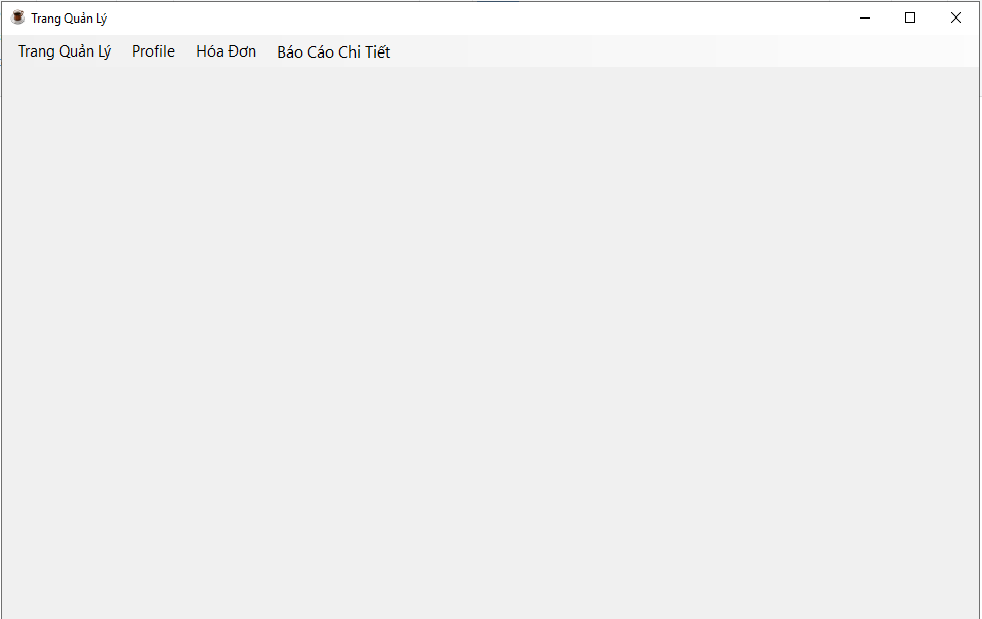 Trang Quản Lý
Trang Quản Lý Profile Hóa Đơn Báo Cáo Chi Tiết